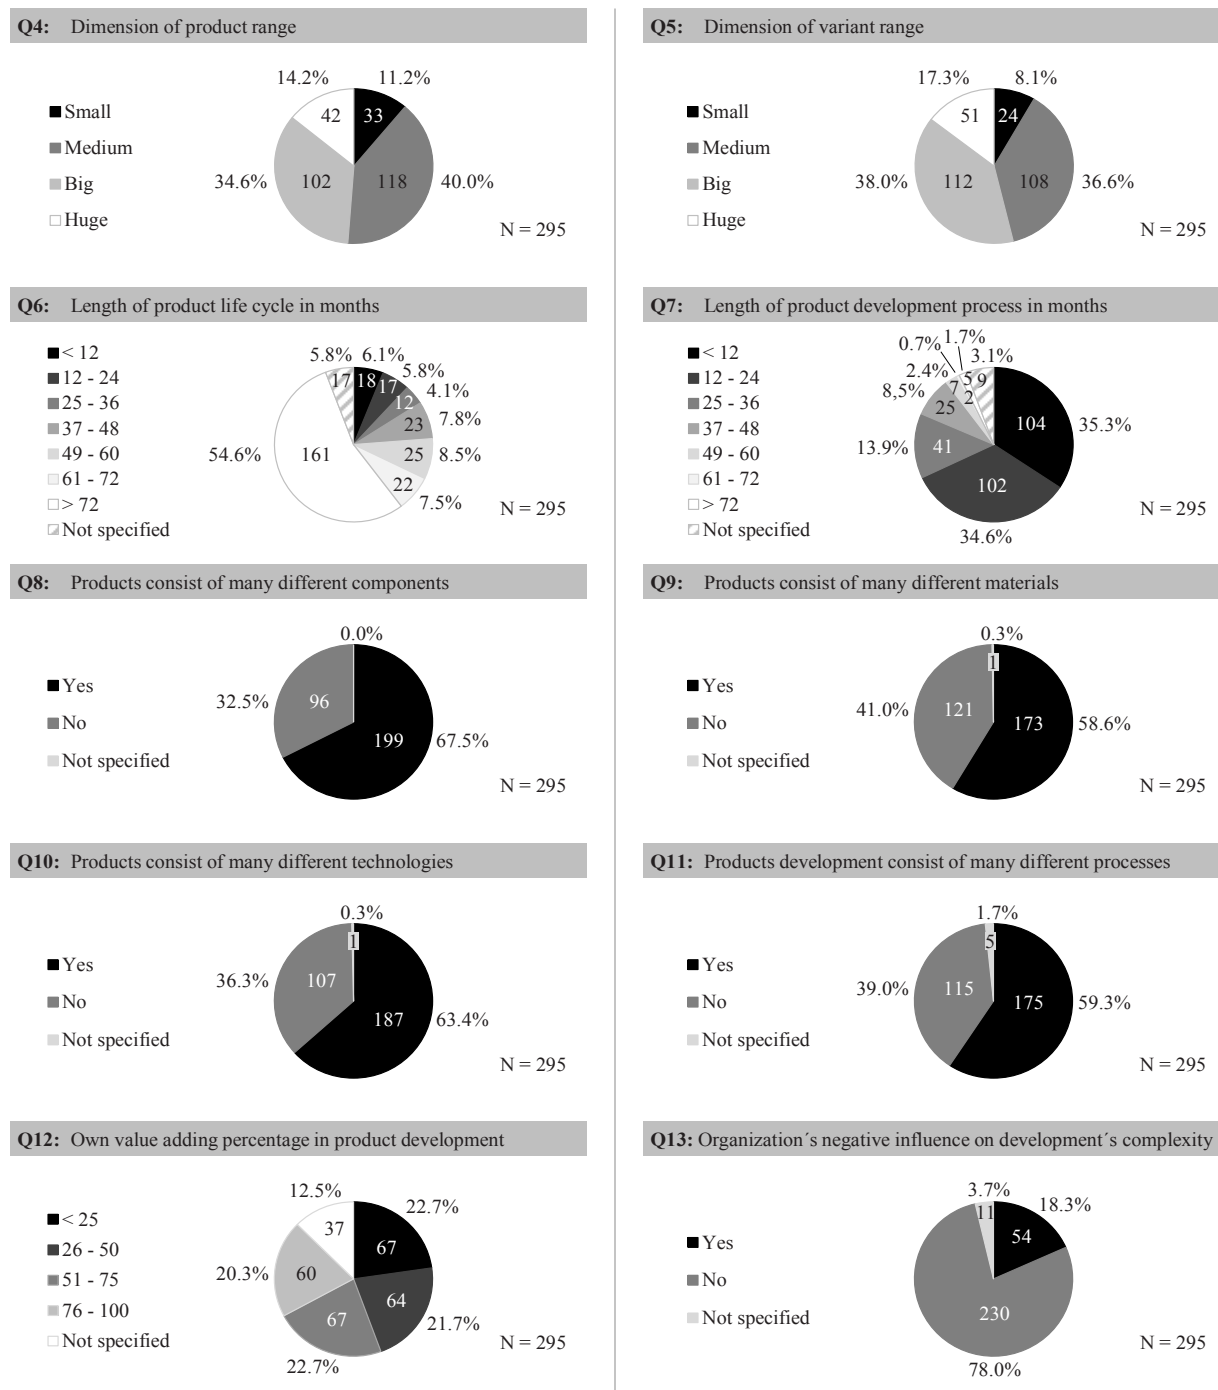 Q4: Dimension of product range
14.2% 11.2%
Small
42 33
Medium
Big
34.6% 102 118 40.0%
Huge
N = 295
Q5: Dimension of variant range
17.3% 8.1%
Small
51 24
Medium
Big
38.0% 112 108 36.6%
Huge
N = 295
Q6: Length of product life cycle in months
< 12
12 - 24
25 - 36
37 - 48
49 - 60
61 - 72
> 72
Not specified
5.8% 6.1%
5.8%
4.1%
7.8%
8.5%
7.5%
54.6%
17 18 17
12
23
25
22
161
N = 295
Q7: Length of product development process in months
< 12
12 - 24
25 - 36
37 - 48
49 - 60
61 - 72
> 72
Not specified
1.7%
0.7% 3.1%
2.4%
8,5%
13.9%
35.3%
34.6%
7 5 9
2
25
41
104
102
N = 295
Q8: Products consist of many different components
0.0%
Yes
No
Not specified
32.5% 96
199 67.5%
N = 295
Q9: Products consist of many different materials
0.3%
1
Yes
No
Not specified
41.0% 121 173 58.6%
N = 295
Q10: Products consist of many different technologies
0.3%
1
Yes
No
Not specified
36.3% 107
187 63.4%
N = 295
Q11: Products development consist of many different processes
1.7%
5
Yes
No
Not specified
39.0% 115 175 59.3%
N = 295
Q12: Own value adding percentage in product development
12.5% 22.7%
< 25
26 - 50
51 - 75
76 - 100
Not specified
37 67
20.3% 60 64
67 21.7%
22.7%
N = 295
Q13: Organization´s negative influence on development´s complexity
3.7% 18.3%
11 54
Yes
No
Not specified
230
78.0%
N = 295